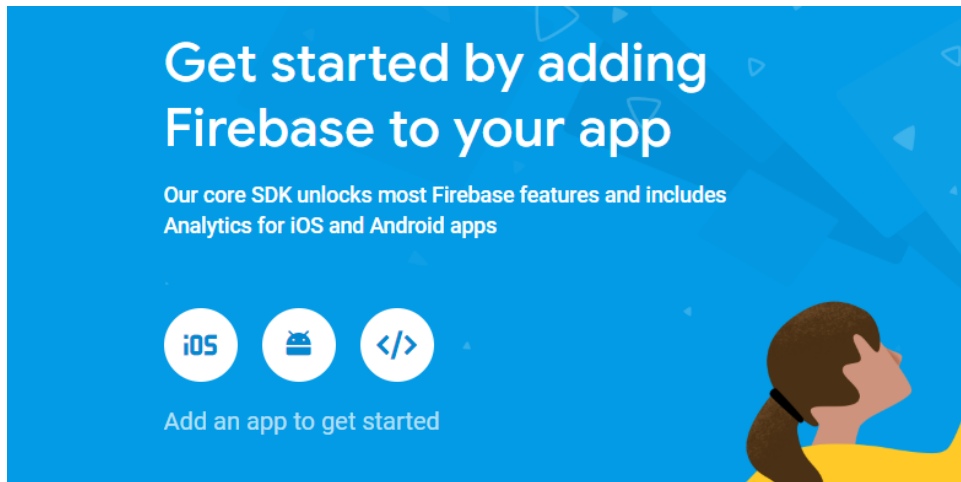 Get started by adding
Firebase to your app
Our core SDK unlocks most Firebase features and includes
Analytics for iOS and Android apps
iOS
</>
Add an app to get started